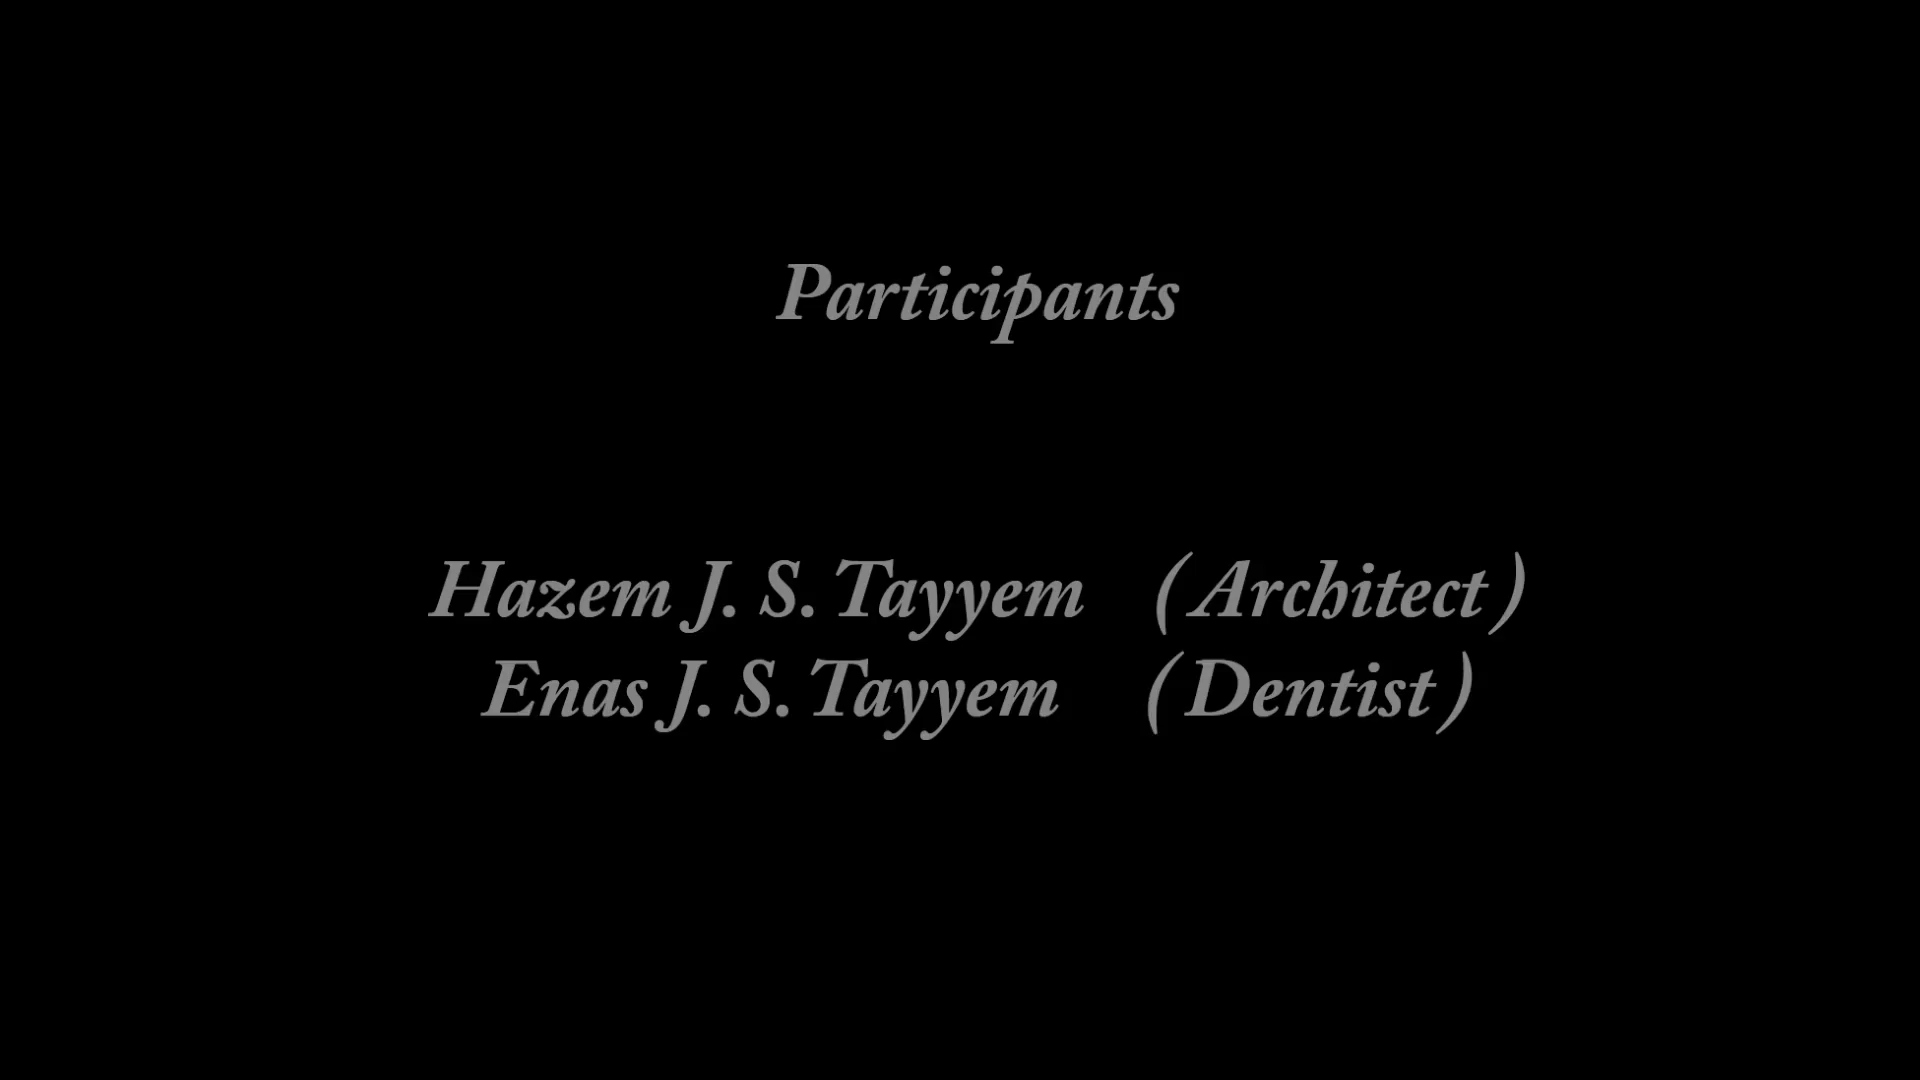 Participants
Hazem J. S. Tayyem (Architect)
Enas J. S. Tayyem (Dentist)